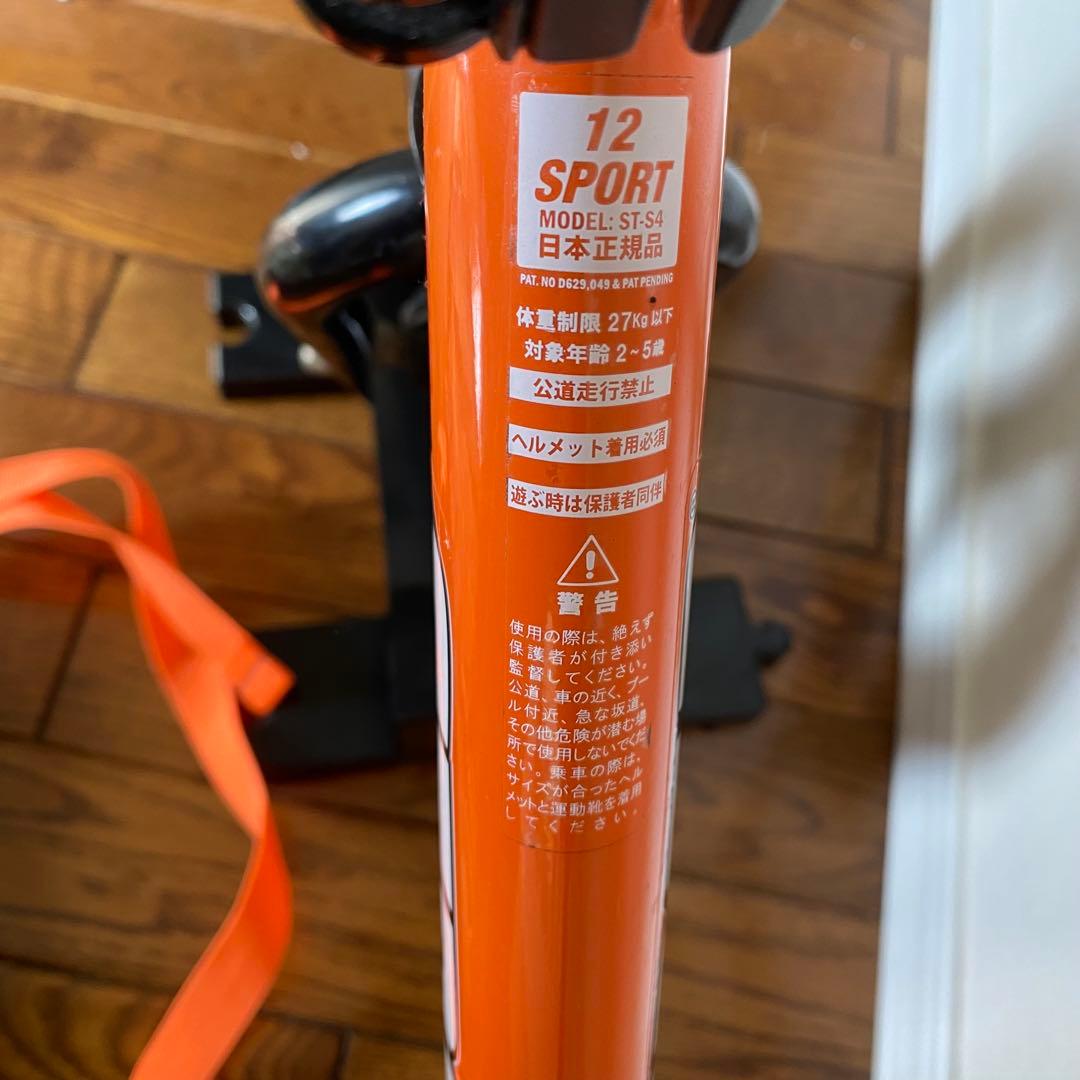 12
SPORT
MODEL: ST-S4
日本正規品
PAT. NO D629,049 & PAT PENDING
体重制限 27Kg 以下
対象年齢 2~5歳
公道走行禁止
ヘルメット着用必須
遊ぶ時は保護者同伴
警告
使用の際は、絶えず
保護者が付き添い
監督してください。
公道、車の近く、プー
ル付近、急な坂道、
その他危険が潜む場
所で使用しないでくだ
さい。乗車の際は、
サイズが合ったヘル
メットと運動靴を着用
してください。